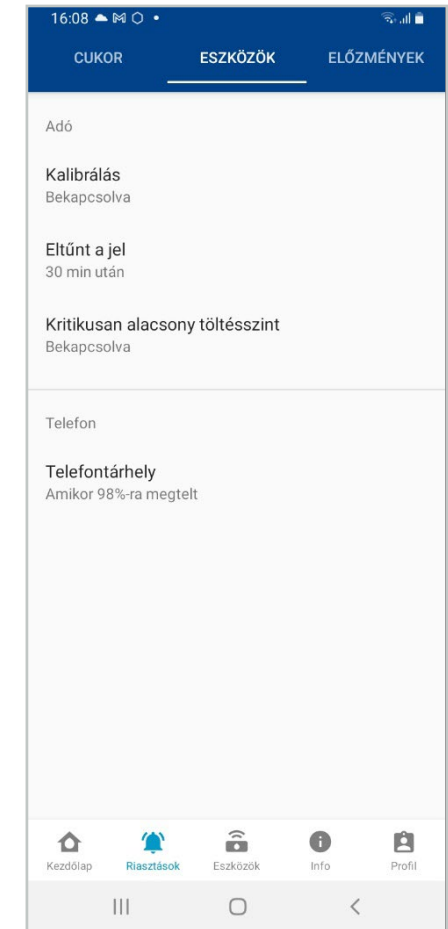 16:08
CUKOR ESZKÖZÖK ELŐZMÉNYEK
Adó
Kalibrálás
Bekapcsolva
Eltűnt a jel
30 min után
Kritikusan alacsony töltésszint
Bekapcsolva
Telefon
Telefontárhely
Amikor 98%-ra megtelt
Kezdőlap Riasztások Eszközök Info Profil